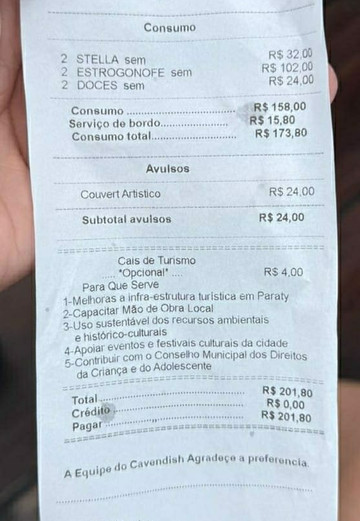 Consumo
2 STELLA sem R$ 32,00
2 ESTROGONOFE sem R$ 102,00
2 DOCES sem R$ 24,00
Consumo R$ 158,00
Serviço de bordo R$ 15,80
Consumo total R$ 173,80
Avulsos
Couvert Artistico R$ 24,00
Subtotal avulsos R$ 24,00
Cais de Turismo
..... *Opcional* .... R$ 4,00
Para Que Serve
1-Melhoras a infra-estrutura turística em Paraty
2-Capacitar Mão de Obra Local
3-Uso sustentável dos recursos ambientais
e histórico-culturais
4-Apoiar eventos e festivais culturais da cidade
5-Contribuir com o Conselho Municipal dos Direitos
da Criança e do Adolescente
Total R$ 201,80
Crédito R$ 0,00
Pagar R$ 201,80
A Equipe do Cavendish Agradeçe a preferencia.